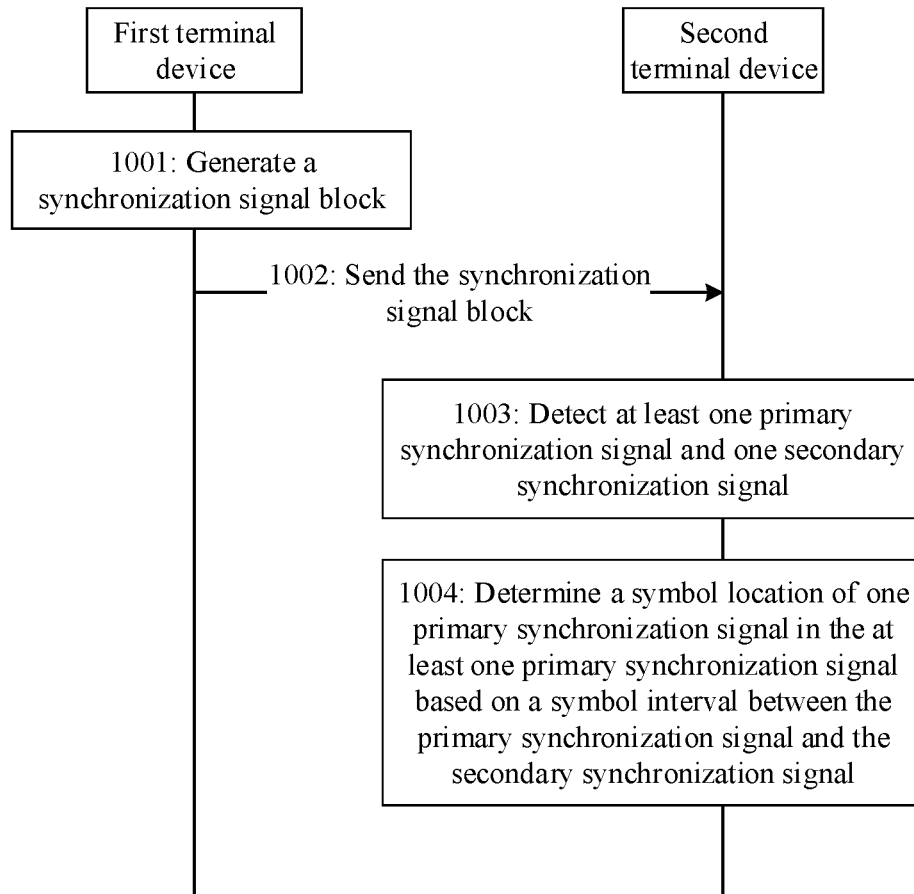 First terminal
device
Second
terminal device
1001: Generate a
synchronization signal block
1002: Send the synchronization
signal block
1003: Detect at least one primary
synchronization signal and one secondary
synchronization signal
1004: Determine a symbol location of one
primary synchronization signal in the at
least one primary synchronization signal
based on a symbol interval between the
primary synchronization signal and the
secondary synchronization signal